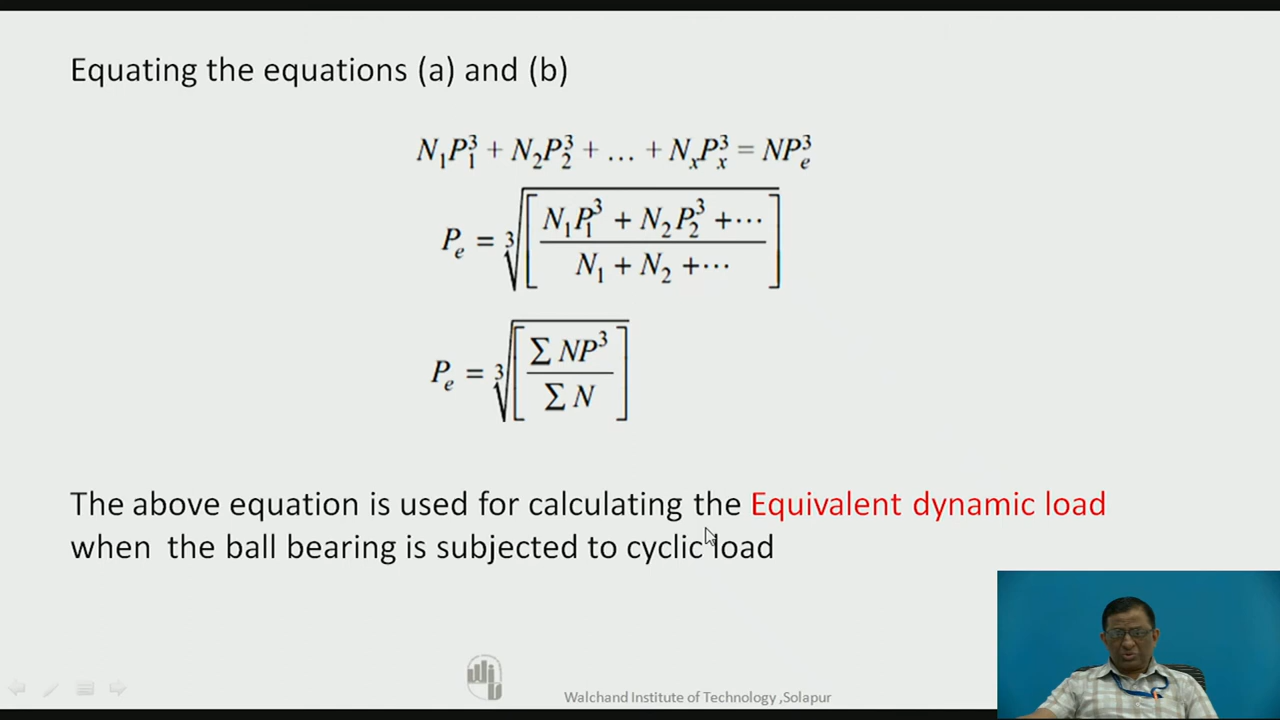 Equating the equations (a) and (b)
N₁P₁³ + N₂P₂³ + ... + NₓPₓ³ = NPₑ³
Pₑ = ³√[(N₁P₁³ + N₂P₂³ +···)/(N₁ + N₂ +···)]
Pₑ = ³√[∑ NP³/∑ N]
The above equation is used for calculating the Equivalent dynamic load
when the ball bearing is subjected to cyclic load
Walchand Institute of Technology ,Solapur